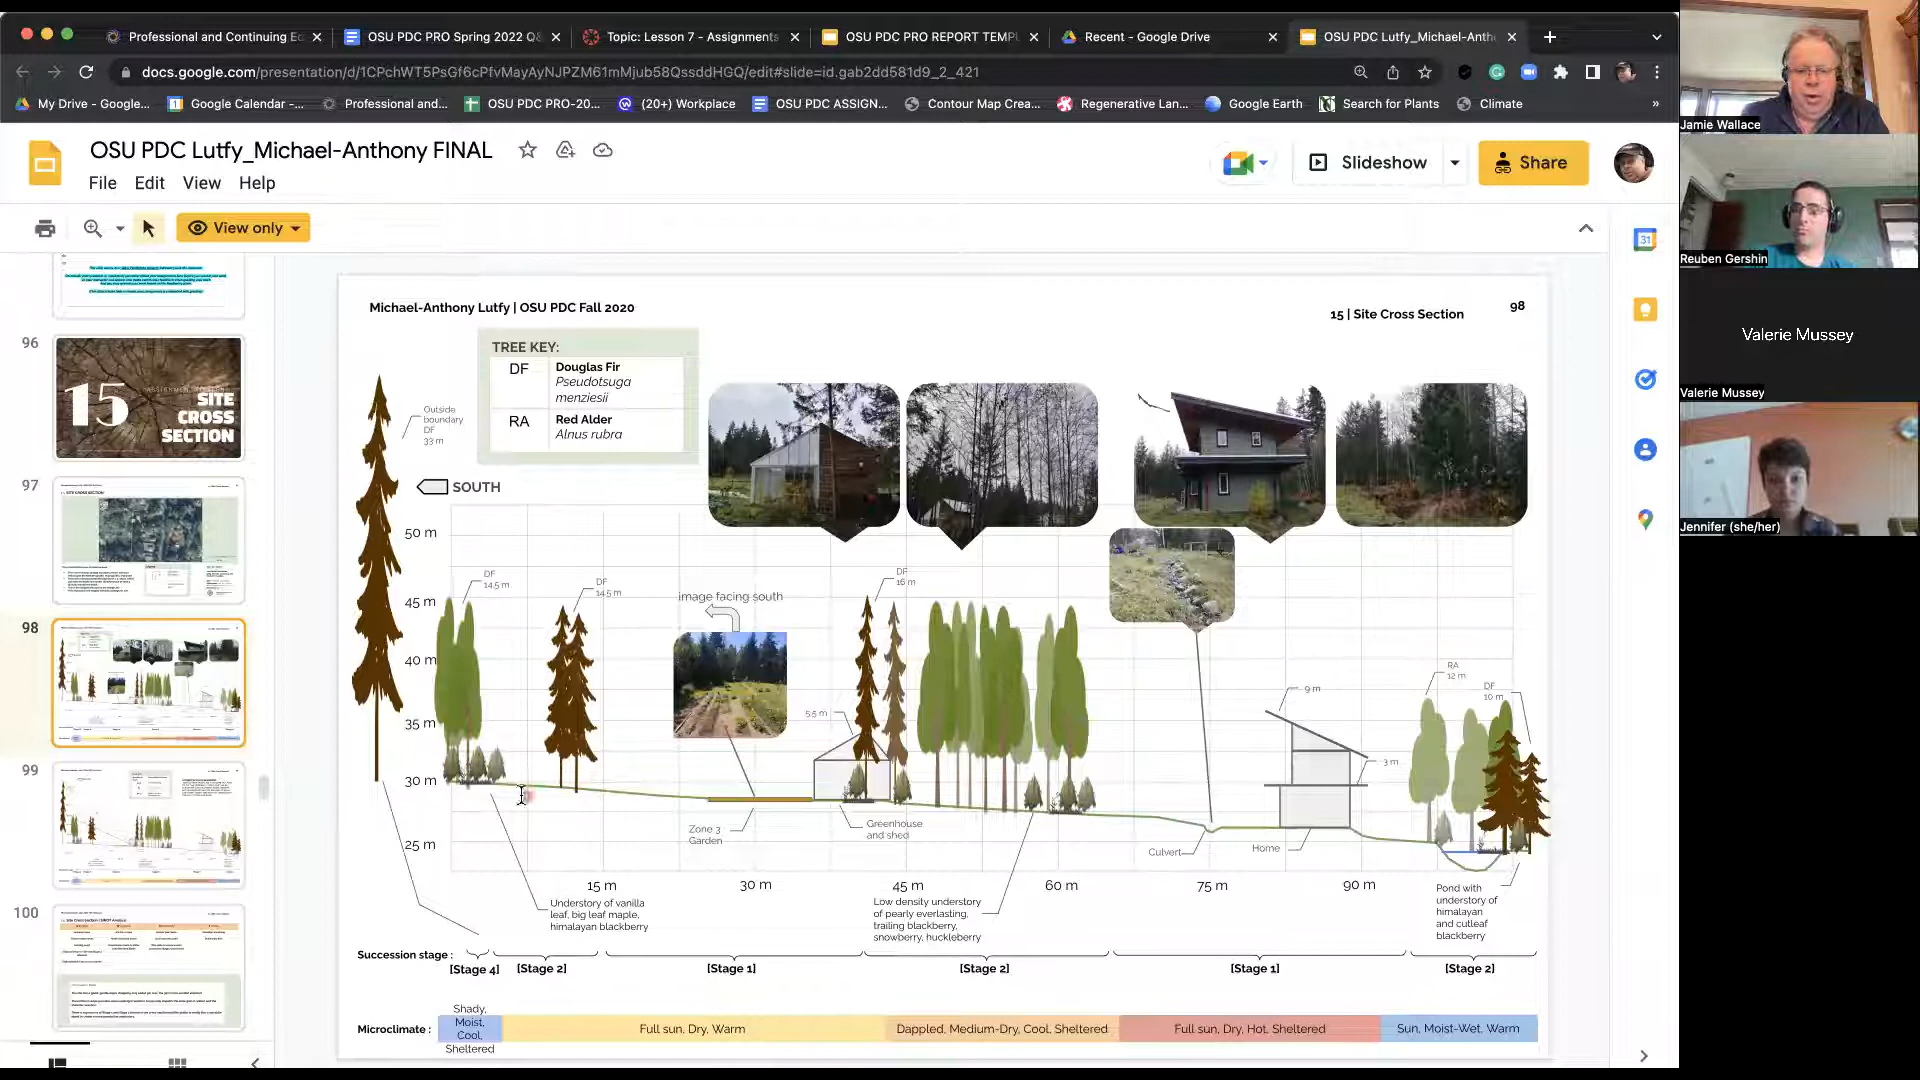 Professional and Continuing Ed
OSU PDC PRO Spring 2022 Q&
Topic: Lesson 7 - Assignments
OSU PDC PRO REPORT TEMPL
Recent - Google Drive
OSU PDC Lutfy_Michael-Anth
docs.google.com/presentation/d/1CPchWT5PsGf6cPfvMayAyNJPZM61mMjub58QssddHGQ/edit#slide=id.gab2dd581d9_2_421
My Drive - Google...
Google Calendar -...
Professional and...
OSU PDC PRO-20...
(20+) Workplace
OSU PDC ASSIGN...
Contour Map Crea...
Regenerative Lan...
Google Earth
Search for Plants
Climate
»
OSU PDC Lutfy_Michael-Anthony FINAL
File
Edit
View
Help
Slideshow
Share
View only
31
96
15
SITE
CROSS
SECTION
97
98
99
100
Michael-Anthony Lutfy | OSU PDC Fall 2020
15 | Site Cross Section
98
TREE KEY:
DF
Douglas Fir
Pseudotsuga
menziesii
RA
Red Alder
Alnus rubra
Outside
boundary
DF
33 m
SOUTH
50 m
45 m
40 m
35 m
30 m
25 m
DF
14.5 m
DF
14.5 m
image facing south
DF
16 m
5.5 m
9 m
3 m
RA
12 m
DF
10 m
Zone 3
Garden
Greenhouse
and shed
Culvert
Home
15 m
30 m
45 m
60 m
75 m
90 m
Understory of vanilla
leaf, big leaf maple,
himalayan blackberry
Low density understory
of pearly everlasting,
trailing blackberry,
snowberry, huckleberry
Pond with
understory of
himalayan
and cutleaf
blackberry
Succession stage :
[Stage 4]
[Stage 2]
[Stage 1]
[Stage 2]
[Stage 1]
[Stage 2]
Microclimate :
Shady,
Moist,
Cool,
Sheltered
Full sun, Dry, Warm
Dappled, Medium-Dry, Cool, Sheltered
Full sun, Dry, Hot, Sheltered
Sun, Moist-Wet, Warm
Jamie Wallace
Reuben Gershin
Valerie Mussey
Valerie Mussey
Jennifer (she/her)